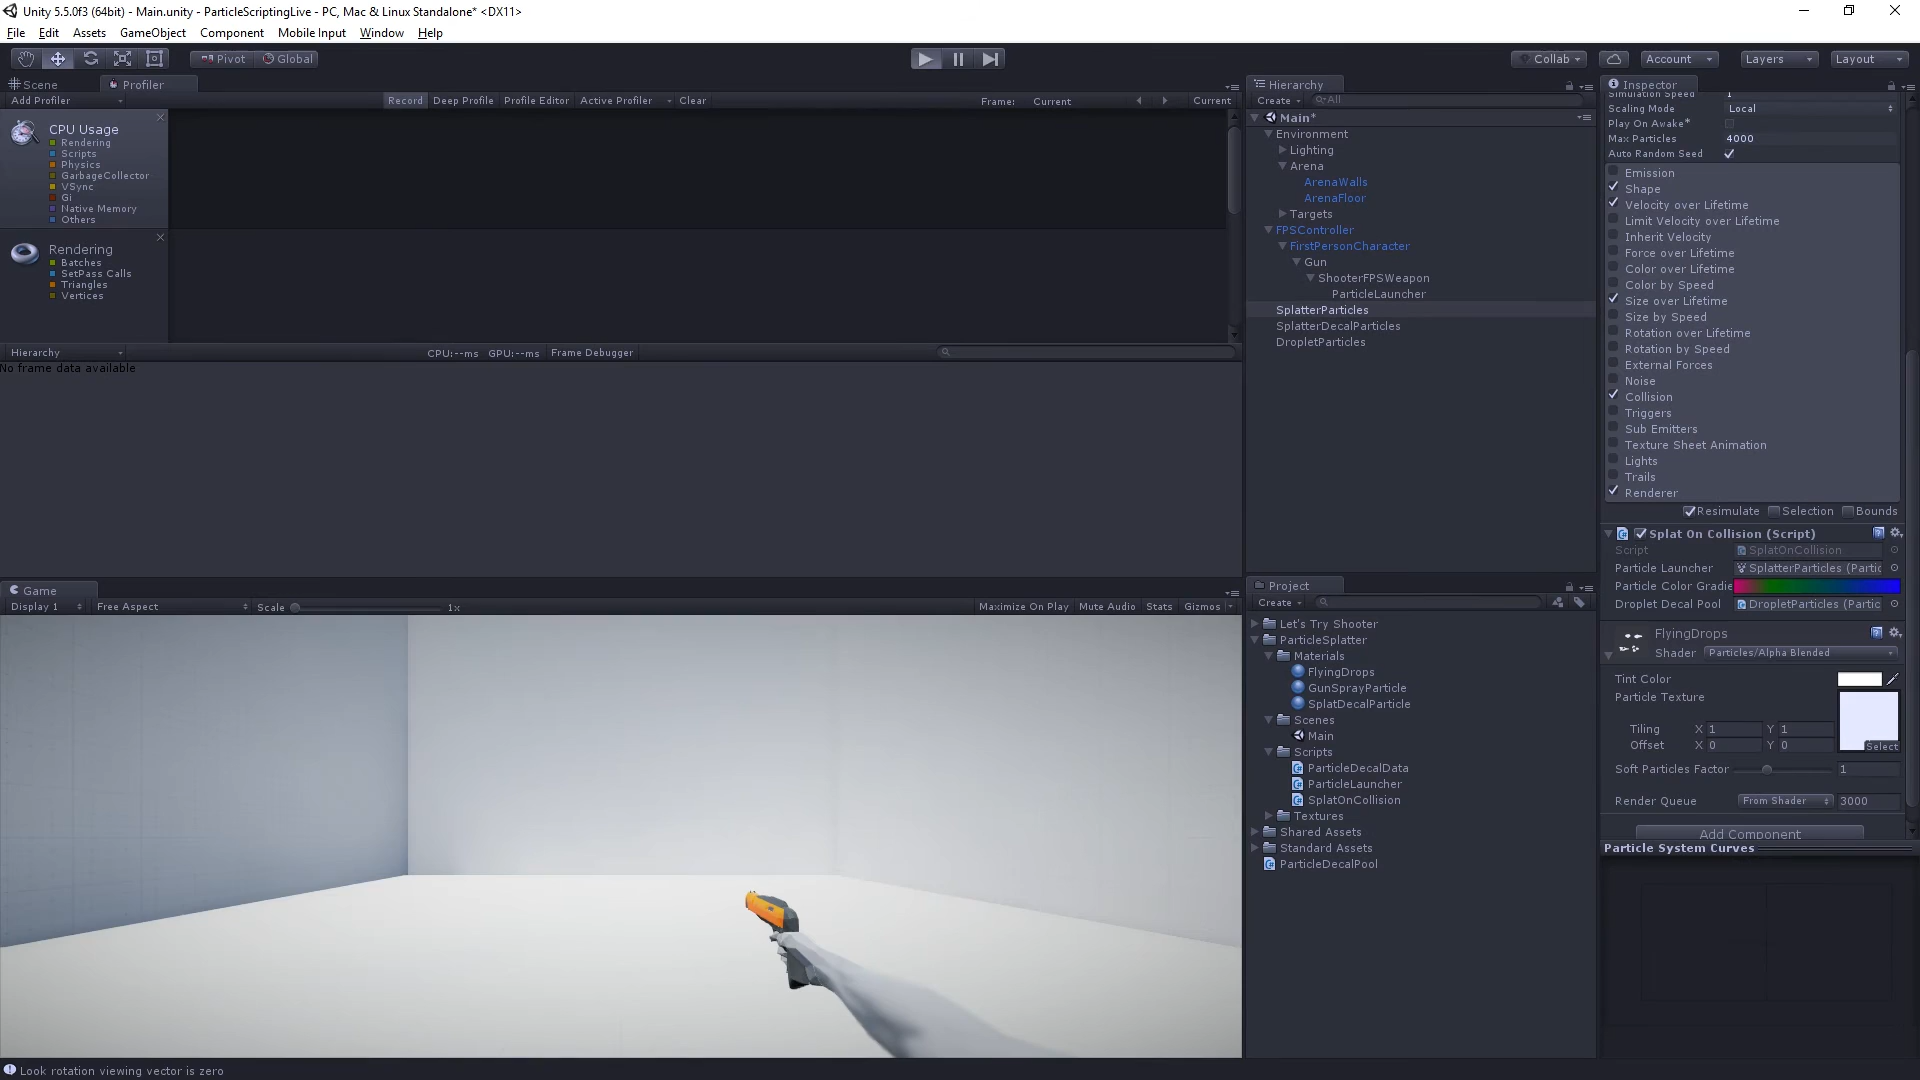 Unity 5.5.0f3 (64bit) - Main.unity - ParticleScriptingLive - PC, Mac & Linux Standalone* <DX11>
File Edit Assets GameObject Component Mobile Input Window Help
Pivot Global Collab Account Layers Layout
Scene Profiler
Add Profiler Record Deep Profile Profile Editor Active Profiler Clear Frame: Current Current
CPU Usage
Rendering
Scripts
Physics
GarbageCollector
VSync
Gi
Native Memory
Others
Rendering
Batches
SetPass Calls
Triangles
Vertices
Hierarchy CPU:--ms GPU:--ms Frame Debugger
No frame data available
Game
Display 1 Free Aspect Scale 1x Maximize On Play Mute Audio Stats Gizmos
Look rotation viewing vector is zero
Hierarchy
Create All
Main*
Environment
Lighting
Arena
ArenaWalls
ArenaFloor
Targets
FPSController
FirstPersonCharacter
Gun
ShooterFPSWeapon
ParticleLauncher
SplatterParticles
SplatterDecalParticles
DropletParticles
Project
Create
Let's Try Shooter
ParticleSplatter
Materials
FlyingDrops
GunSprayParticle
SplatDecalParticle
Scenes
Main
Scripts
ParticleDecalData
ParticleLauncher
SplatOnCollision
Textures
Shared Assets
Standard Assets
ParticleDecalPool
Inspector
Simulation Speed 1
Scaling Mode Local
Play On Awake*
Max Particles 4000
Auto Random Seed
Emission
Shape
Velocity over Lifetime
Limit Velocity over Lifetime
Inherit Velocity
Force over Lifetime
Color over Lifetime
Color by Speed
Size over Lifetime
Size by Speed
Rotation over Lifetime
Rotation by Speed
External Forces
Noise
Collision
Triggers
Sub Emitters
Texture Sheet Animation
Lights
Trails
Renderer
Resimulate Selection Bounds
Splat On Collision (Script)
Script SplatOnCollision
Particle Launcher SplatterParticles (Partic
Particle Color Gradie
Droplet Decal Pool DropletParticles (Partic
FlyingDrops
Shader Particles/Alpha Blended
Tint Color
Particle Texture
Tiling X 1 Y 1
Offset X 0 Y 0
Select
Soft Particles Factor 1
Render Queue From Shader 3000
Add Component
Particle System Curves